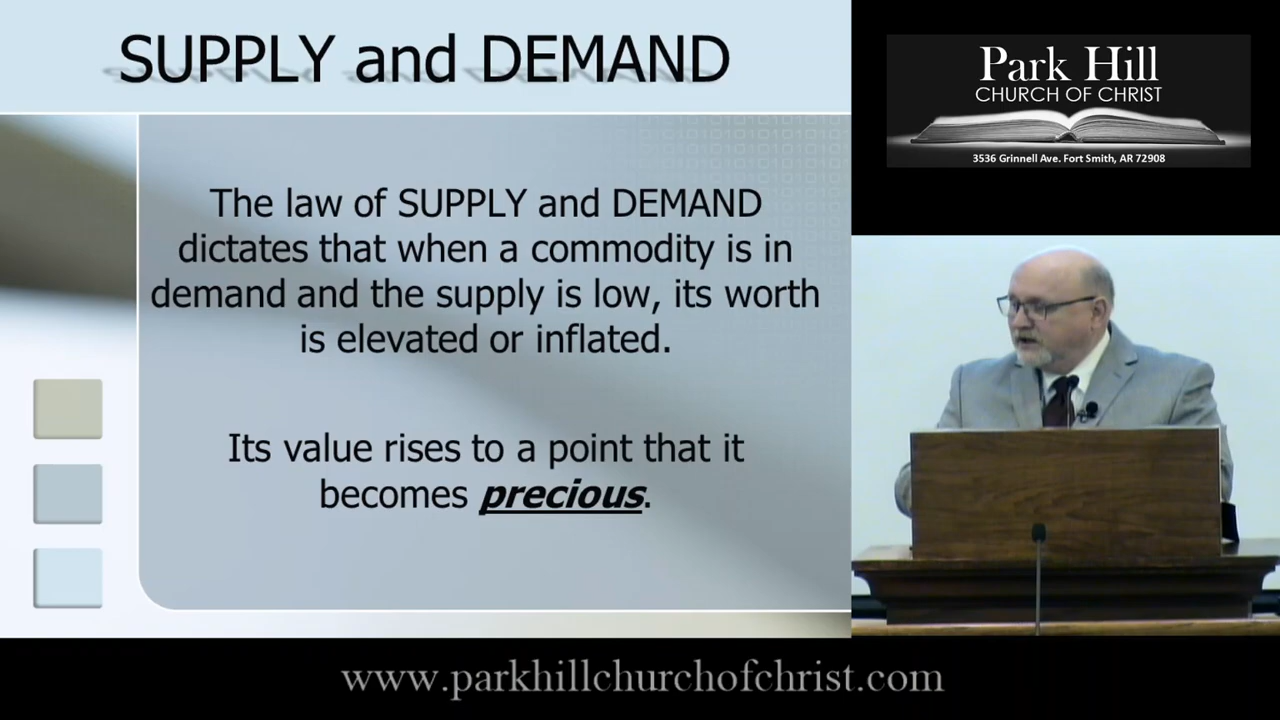 SUPPLY and DEMAND
The law of SUPPLY and DEMAND
dictates that when a commodity is in
demand and the supply is low, its worth
is elevated or inflated.
Its value rises to a point that it
becomes precious.
Park Hill
CHURCH OF CHRIST
3536 Grinnell Ave. Fort Smith, AR 72908
www.parkhillchurchofchrist.com